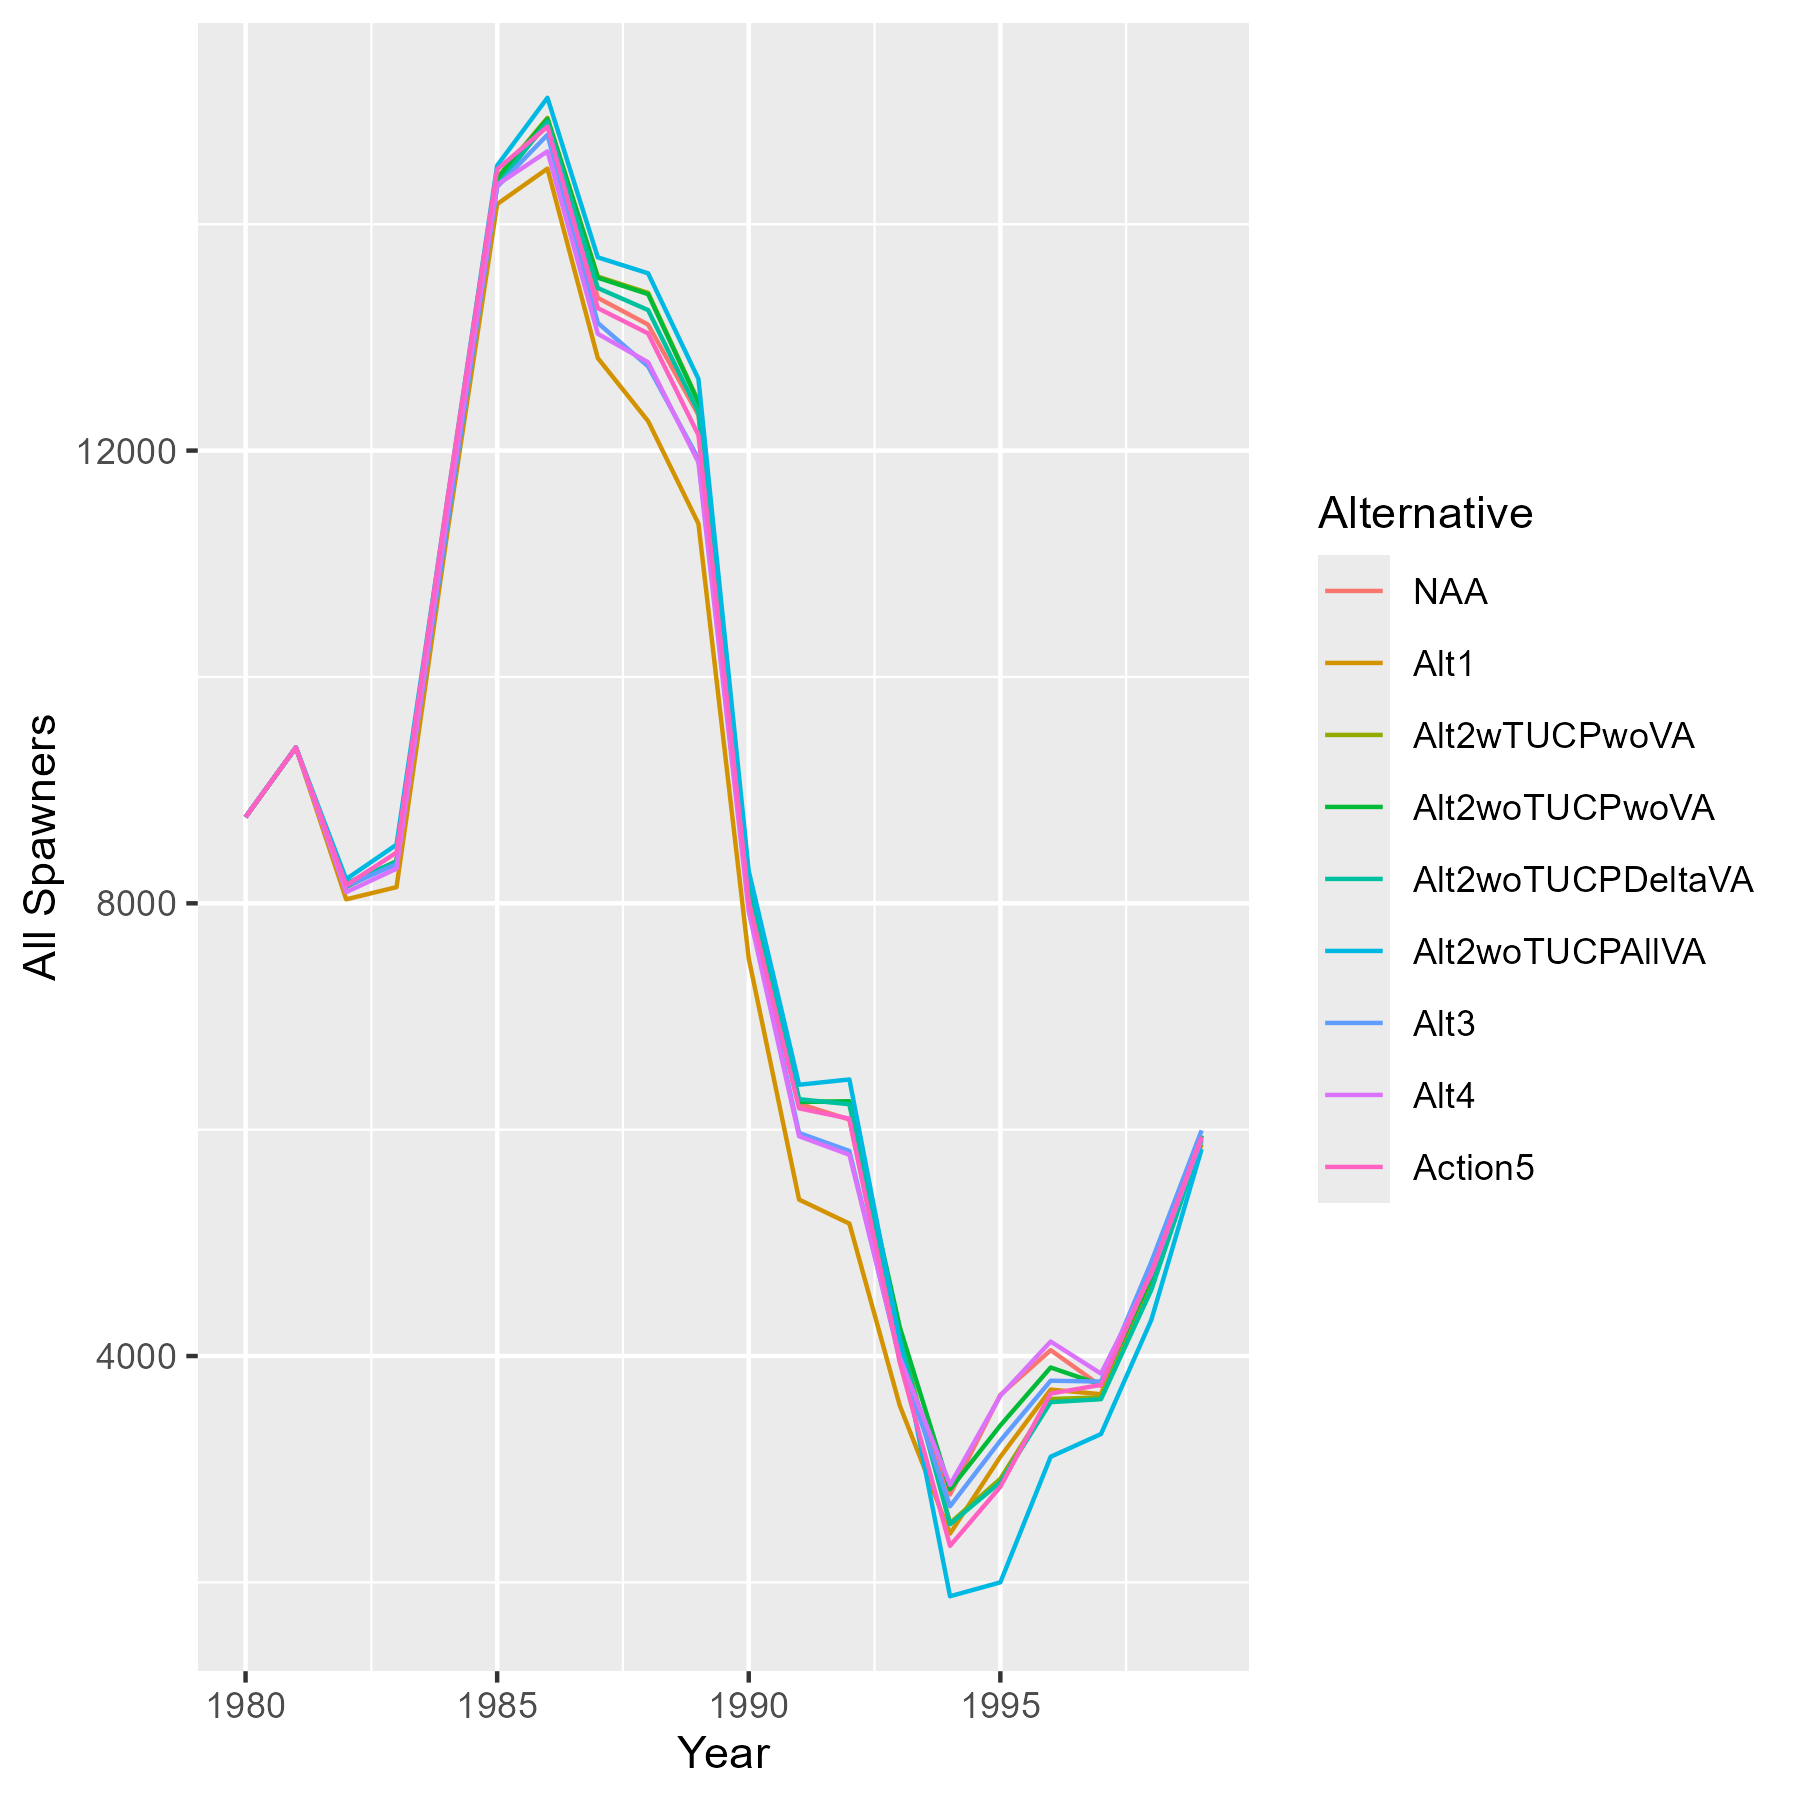 12000
8000
4000
All Spawners
1980 1985 1990 1995
Year
Alternative
NAA
Alt1
Alt2wTUCPwoVA
Alt2woTUCPwoVA
Alt2woTUCPDeltaVA
Alt2woTUCPAllVA
Alt3
Alt4
Action5